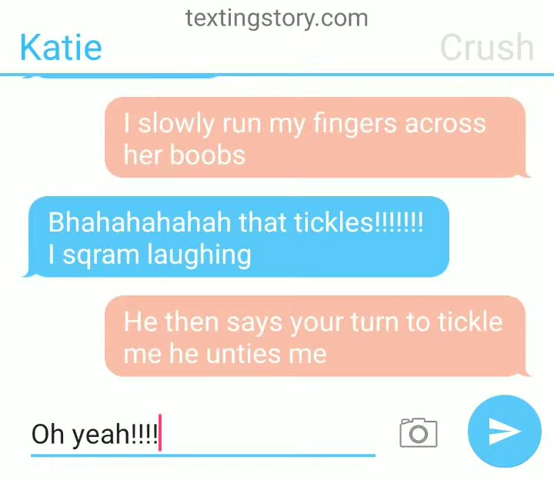 textingstory.com
Katie
Crush
I slowly run my fingers across
her boobs
Bhahahahahah that tickles!!!!!!!
I sqram laughing
He then says your turn to tickle
me he unties me
Oh yeah!!!!